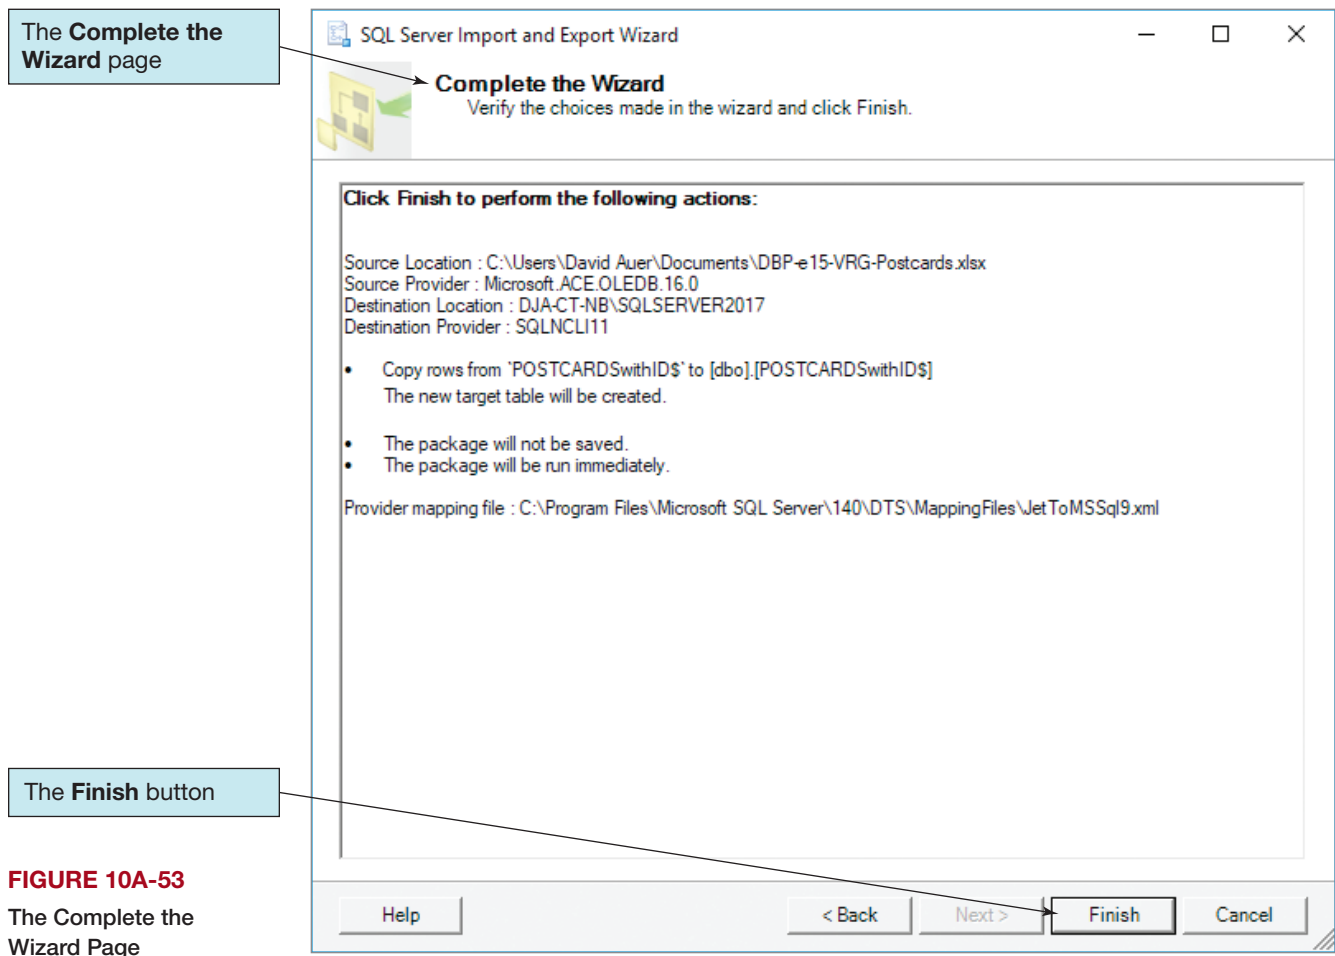 The Complete the
Wizard page
SQL Server Import and Export Wizard
Complete the Wizard
Verify the choices made in the wizard and click Finish.
Click Finish to perform the following actions:
Source Location : C:\Users\David Auer\Documents\DBP-e15-VRG-Postcards.xlsx
Source Provider : Microsoft.ACE.OLEDB.16.0
Destination Location : DJA-CT-NB\SQLSERVER2017
Destination Provider : SQLNCLI11
• Copy rows from `POSTCARDSwithID$` to [dbo].[POSTCARDSwithID$]
The new target table will be created.
• The package will not be saved.
• The package will be run immediately.
Provider mapping file : C:\Program Files\Microsoft SQL Server\140\DTS\MappingFiles\JetToMSSql9.xml
The Finish button
Help
< Back
Next >
Finish
Cancel
FIGURE 10A-53
The Complete the
Wizard Page